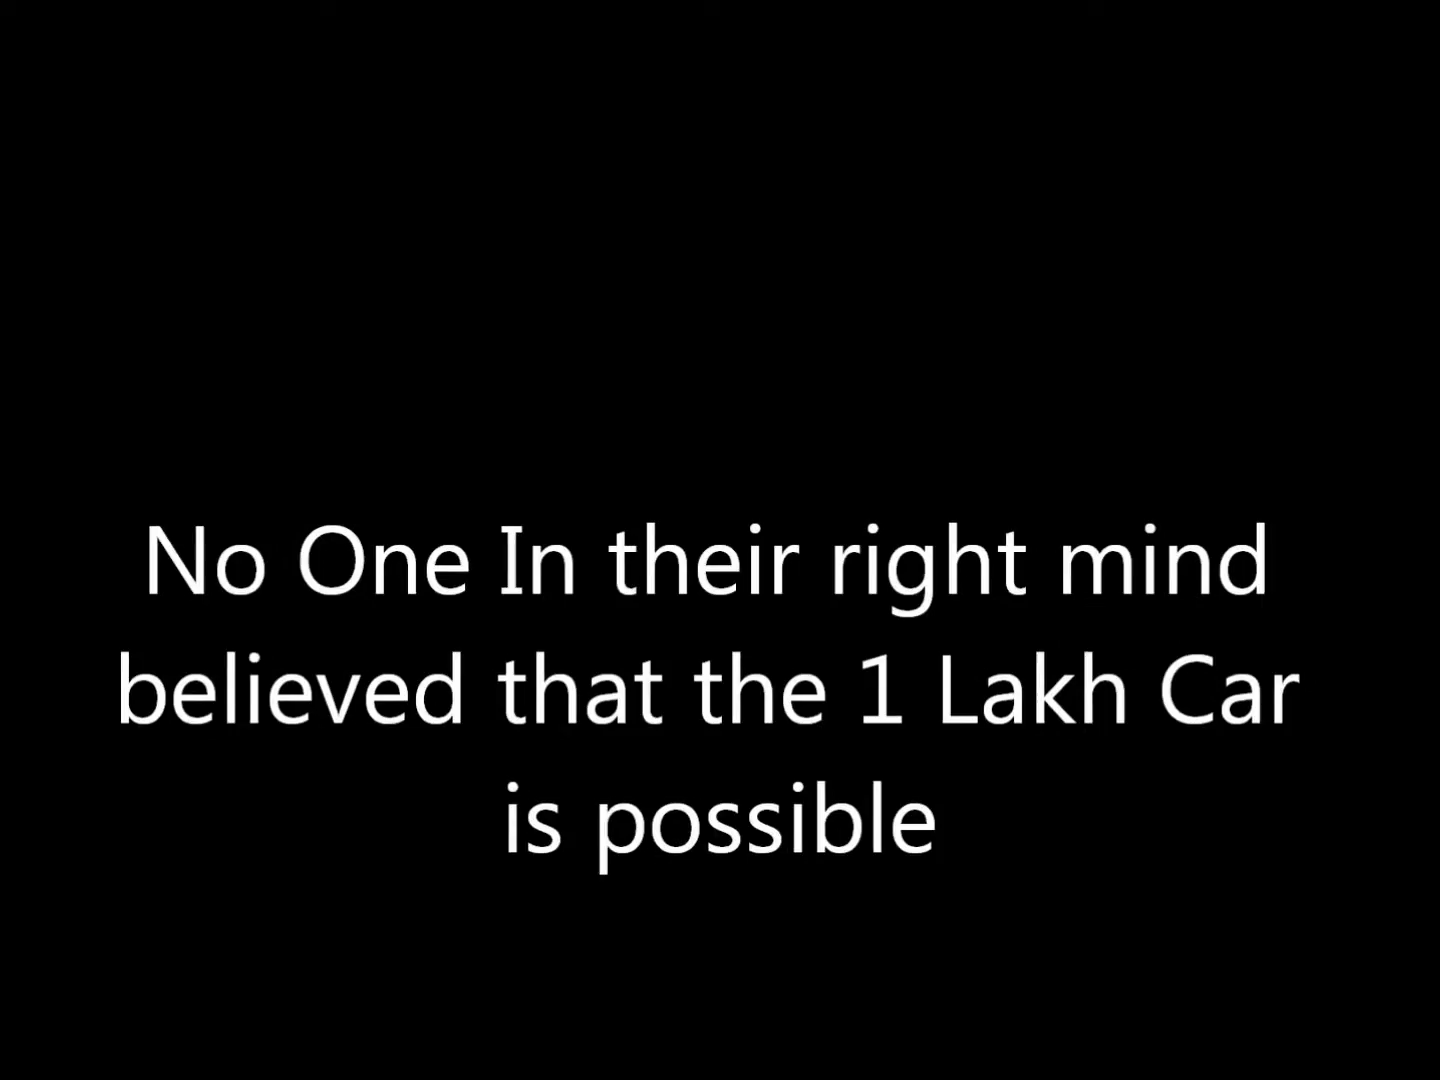 No One In their right mind
believed that the 1 Lakh Car
is possible